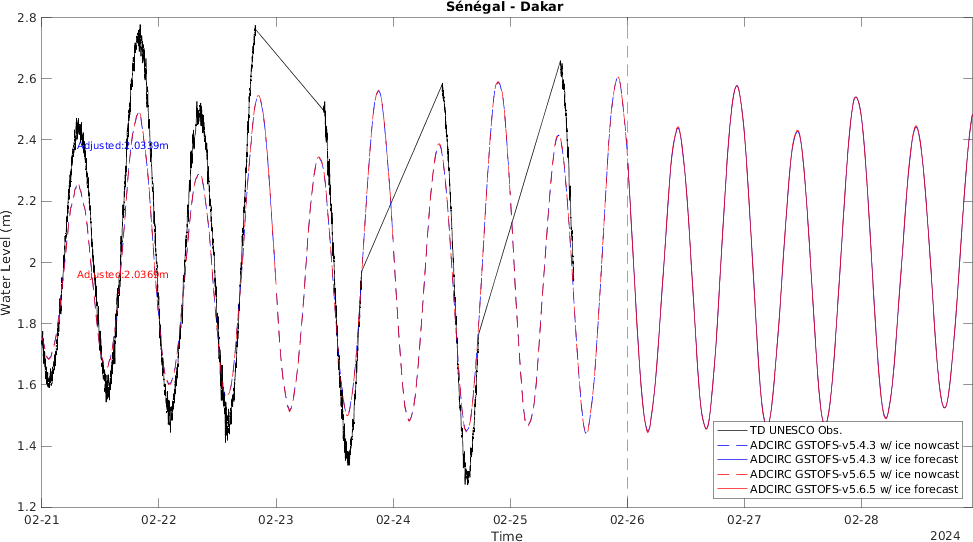 Sénégal - Dakar
2.8
2.6
2.4
2.2
2
1.8
1.6
1.4
1.2
Water Level (m)
Adjusted:2.0339m
Adjusted:2.0369m
TD UNESCO Obs.
ADCIRC GSTOFS-v5.4.3 w/ ice nowcast
ADCIRC GSTOFS-v5.4.3 w/ ice forecast
ADCIRC GSTOFS-v5.6.5 w/ ice nowcast
ADCIRC GSTOFS-v5.6.5 w/ ice forecast
02-21 02-22 02-23 02-24 02-25 02-26 02-27 02-28
Time
2024